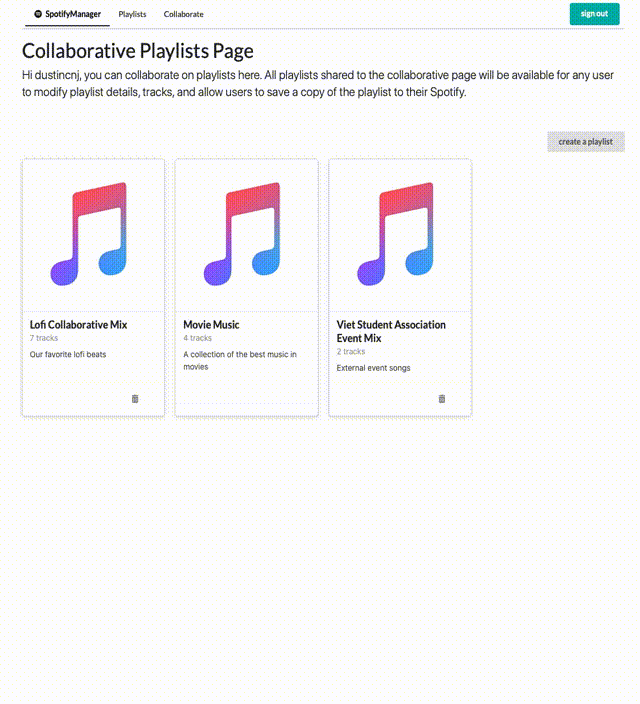 SpotifyManager Playlists Collaborate sign out
Collaborative Playlists Page
Hi dustincnj, you can collaborate on playlists here. All playlists shared to the collaborative page will be available for any user
to modify playlist details, tracks, and allow users to save a copy of the playlist to their Spotify.
create a playlist
Lofi Collaborative Mix
7 tracks
Our favorite lofi beats
Movie Music
4 tracks
A collection of the best music in
movies
Viet Student Association
Event Mix
2 tracks
External event songs